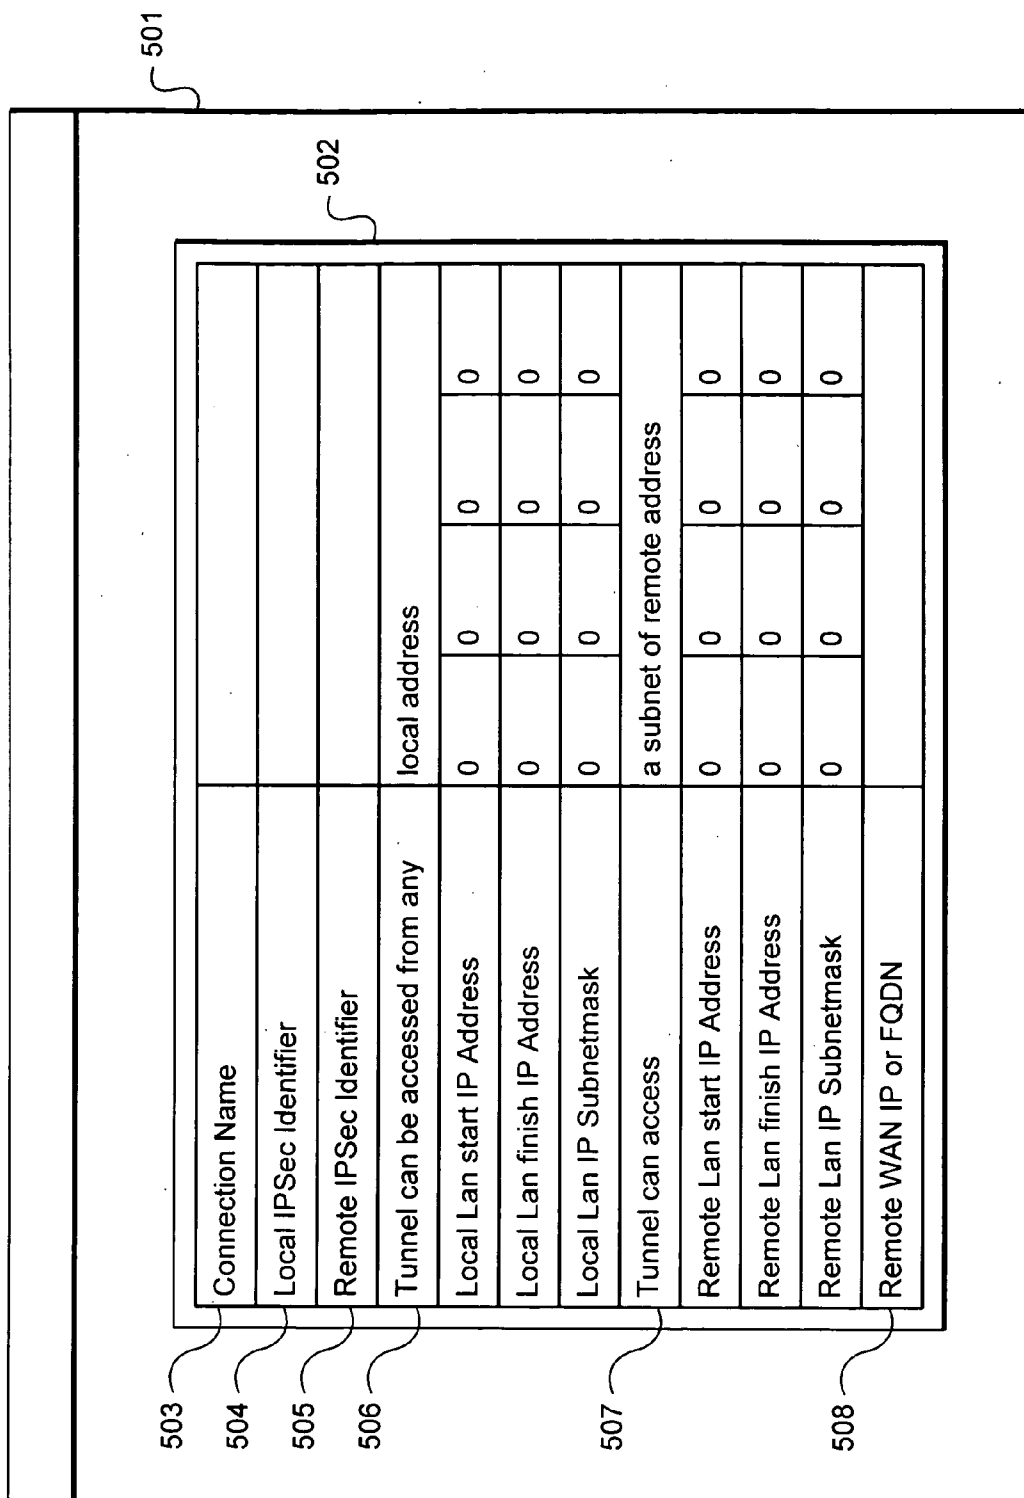 501
502
503 Connection Name
504 Local IPSec Identifier
505 Remote IPSec Identifier
506 Tunnel can be accessed from any local address
Local Lan start IP Address 0 0 0 0
Local Lan finish IP Address 0 0 0 0
Local Lan IP Subnetmask 0 0 0 0
507 Tunnel can access a subnet of remote address
Remote Lan start IP Address 0 0 0 0
Remote Lan finish IP Address 0 0 0 0
Remote Lan IP Subnetmask 0 0 0 0
508 Remote WAN IP or FQDN